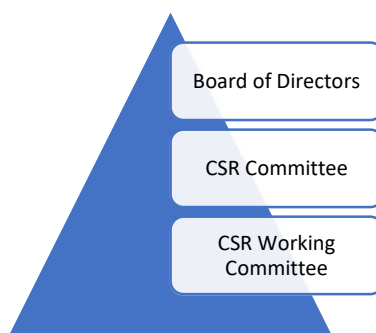 Board of Directors
CSR Committee
CSR Working
Committee